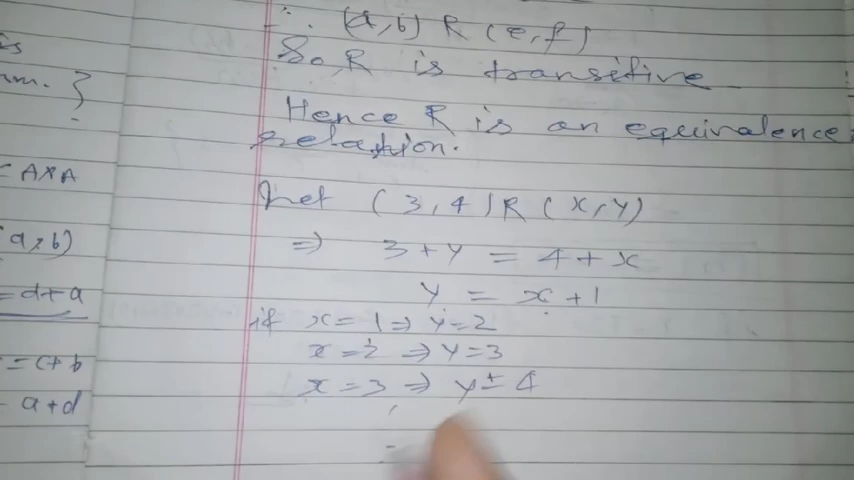 ∴ (a,b) R (e,f)
So, R is transitive
Hence R is an equivalence
relation.
Let (3,4) R (x,y)
⇒ 3+y = 4+x
y = x+1
if x=1 ⇒ y=2
x=2 ⇒ y=3
x=3 ⇒ y=4
= A×A
a,b)
=d+a
=c+b
a+d